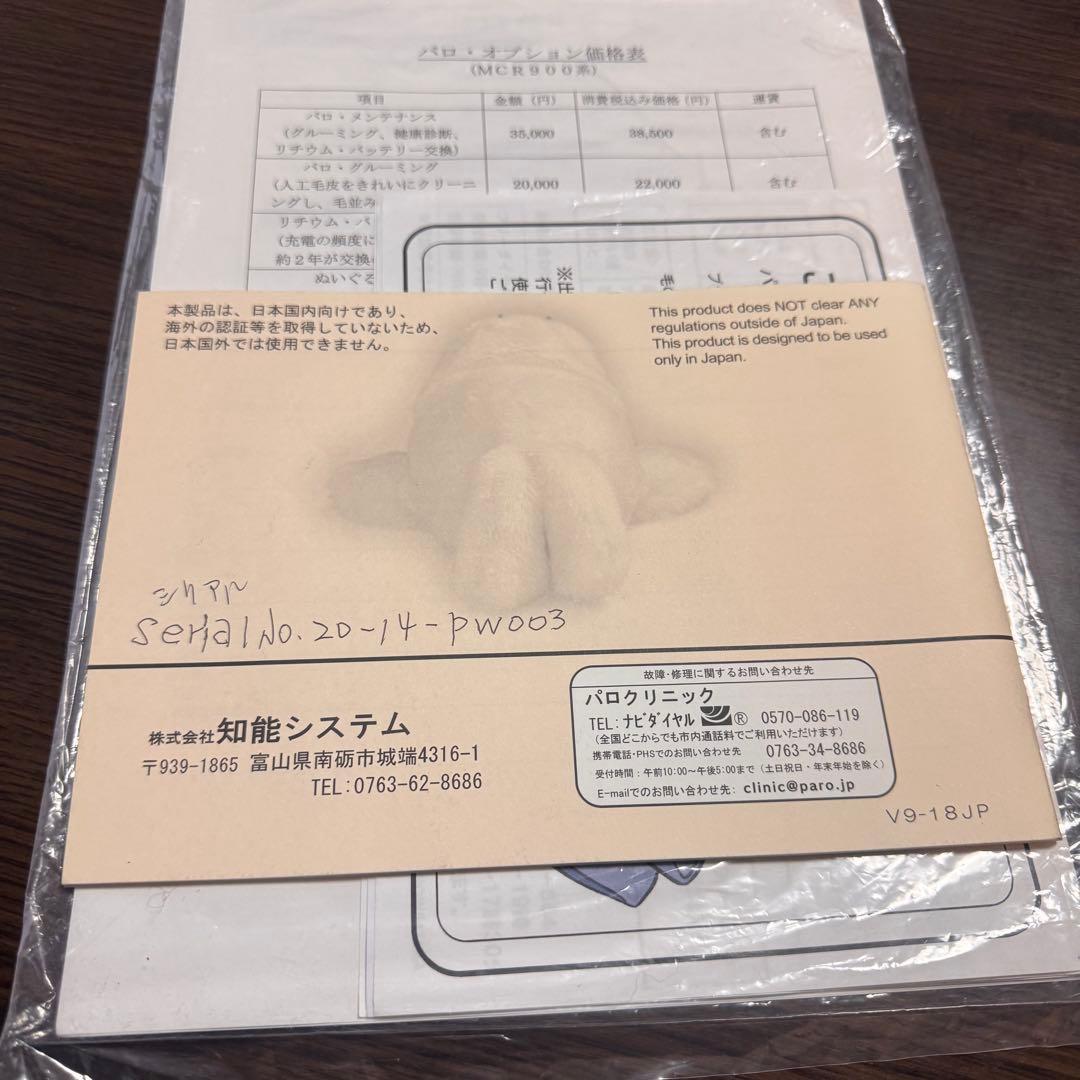 パロ・オプション価格表
(MCR900系)
項目 金額(円) 消費税込み価格(円) 運賃
パロ・メンテナンス
(グルーミング、健康診断、
リチウム・バッテリー交換)
35,000 38,500 含む
パロ・グルーミング
(人工毛皮をきれいにクリーニ
ングし、毛並み
20,000 22,000 含む
リチウム・バ
(充電の頻度に
約2年が交換
ぬいぐる
本製品は、日本国内向けであり、
海外の認証等を取得していないため、
日本国外では使用できません。
This product does NOT clear ANY
regulations outside of Japan.
This product is designed to be used
only in Japan.
シリアル
Serial No. 20-14-PW003
株式会社知能システム
〒939-1865 富山県南砺市城端4316-1
TEL:0763-62-8686
故障・修理に関するお問い合わせ先
パロクリニック
TEL:ナビダイヤル ® 0570-086-119
(全国どこからでも市内通話料でご利用いただけます)
携帯電話・PHSでのお問い合わせ先 0763-34-8686
受付時間:午前10:00~午後5:00まで(土日祝日・年末年始を除く)
E-mailでのお問い合わせ先: clinic@paro.jp
V9-18JP